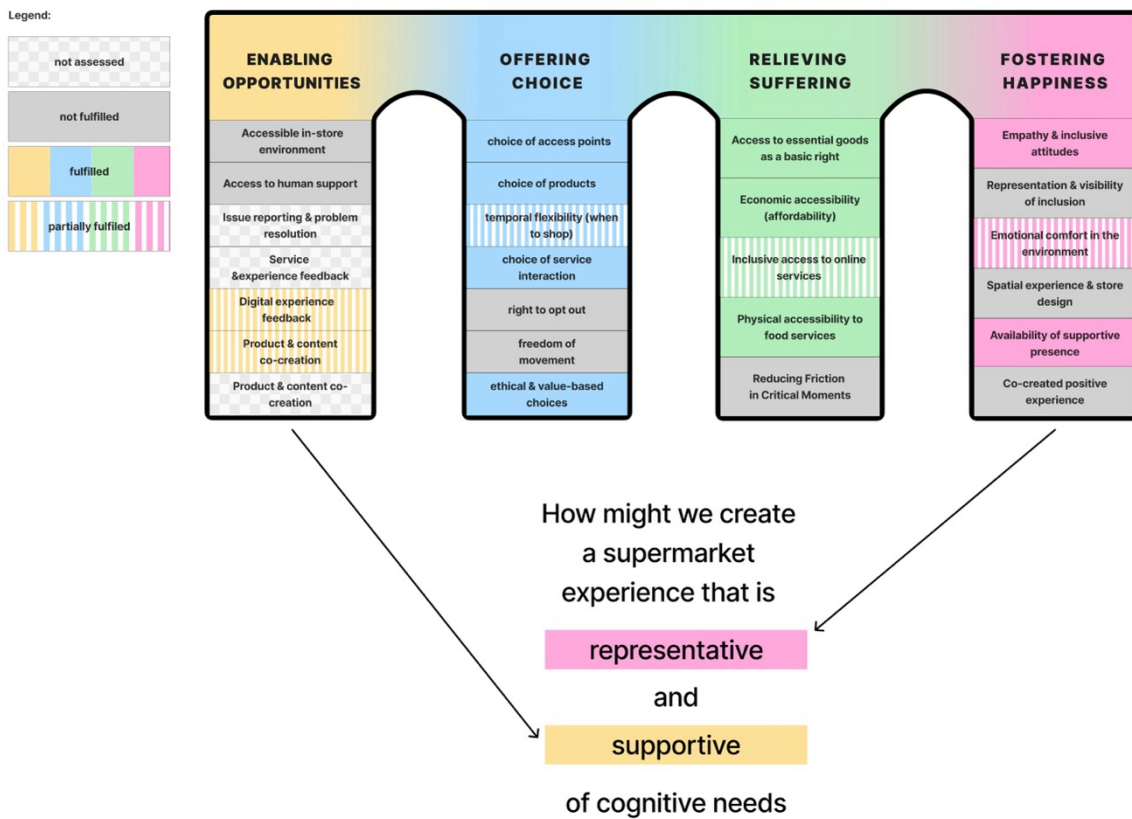 Legend:
not assessed
not fulfilled
fulfilled
partially fulfiled
ENABLING
OPPORTUNITIES
Accessible in-store
environment
Access to human support
Issue reporting & problem
resolution
Service
&experience feedback
Digital experience
feedback
Product & content
co-creation
Product & content co-
creation
OFFERING
CHOICE
choice of access points
choice of products
temporal flexibility (when
to shop)
choice of service
interaction
right to opt out
freedom of
movement
ethical & value-based
choices
RELIEVING
SUFFERING
Access to essential goods
as a basic right
Economic accessibility
(affordability)
Inclusive access to online
services
Physical accessibility to
food services
Reducing Friction
in Critical Moments
FOSTERING
HAPPINESS
Empathy & inclusive
attitudes
Representation & visibility
of inclusion
Emotional comfort in the
environment
Spatial experience & store
design
Availability of supportive
presence
Co-created positive
experience
How might we create
a supermarket
experience that is
representative
and
supportive
of cognitive needs